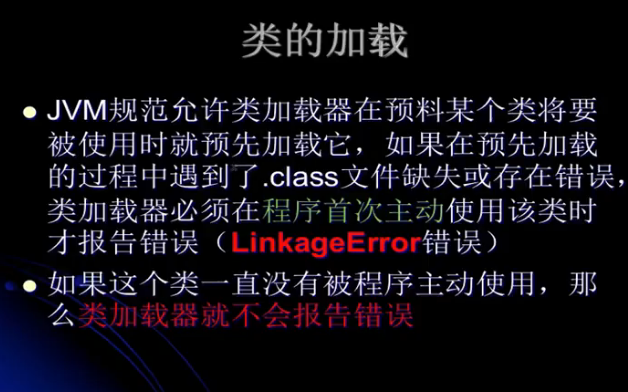 类的加载
JVM规范允许类加载器在预料某个类将要
被使用时就预先加载它，如果在预先加载
的过程中遇到了.class文件缺失或存在错误，
类加载器必须在程序首次主动使用该类时
才报告错误（LinkageError错误）
如果这个类一直没有被程序主动使用，那
么类加载器就不会报告错误